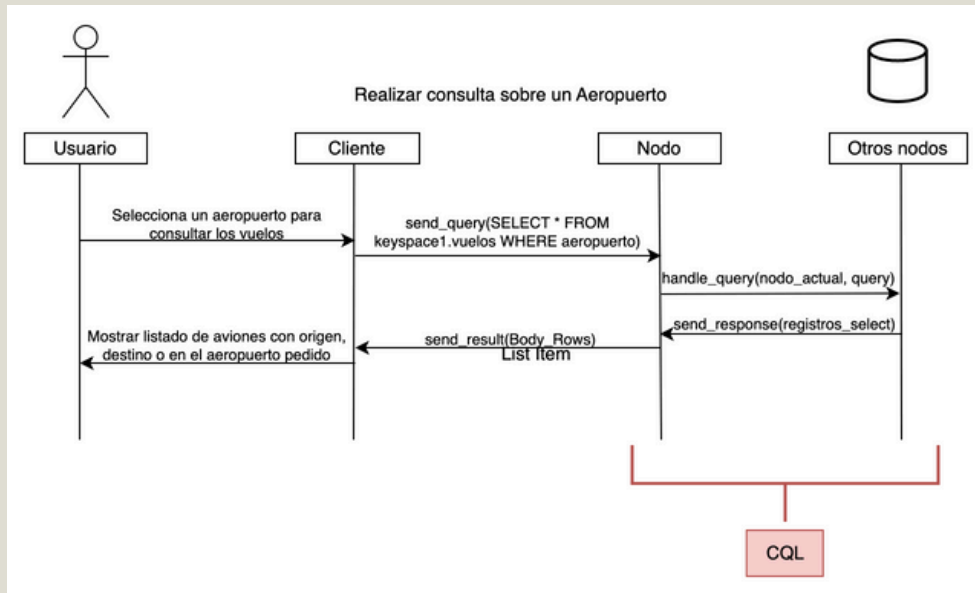 Realizar consulta sobre un Aeropuerto
Usuario
Cliente
Nodo
Otros nodos
Selecciona un aeropuerto para
consultar los vuelos
send_query(SELECT * FROM
keyspace1.vuelos WHERE aeropuerto)
handle_query(nodo_actual, query)
send_response(registros_select)
send_result(Body_Rows)
List Item
Mostrar listado de aviones con origen,
destino o en el aeropuerto pedido
CQL